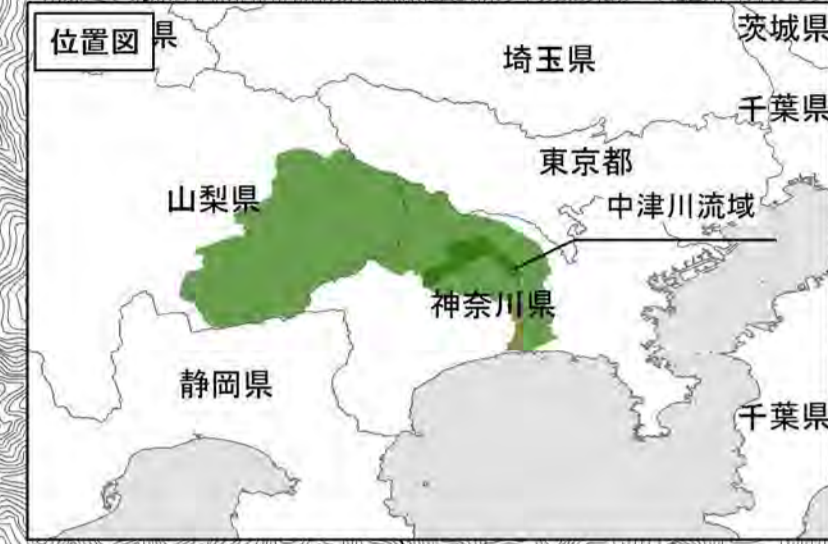 位置図
県
茨城県
埼玉県
千葉県
東京都
山梨県
中津川流域
神奈川県
静岡県
千葉県